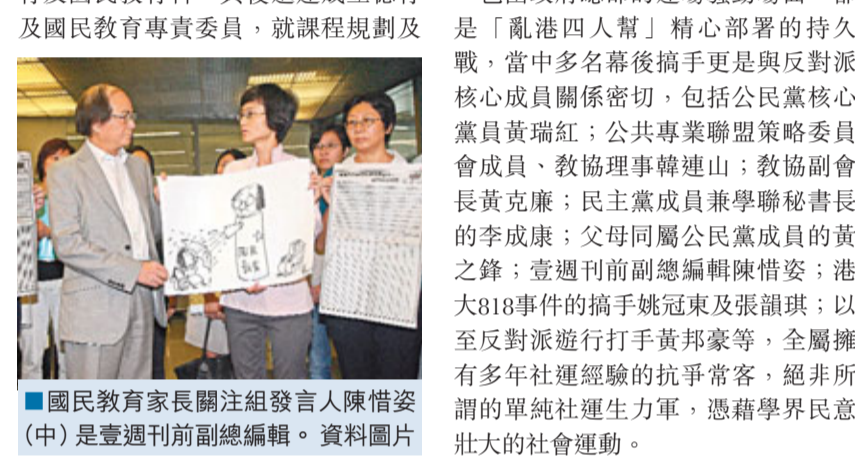 及國民教育專責委員，就課程規劃及
國民教育
■國民教育家長關注組發言人陳惜姿
（中）是壹週刊前副總編輯。 資料圖片
是「亂港四人幫」精心部署的持久
戰，當中多名幕後搞手更是與反對派
核心成員關係密切，包括公民黨核心
黨員黃瑞紅；公共專業聯盟策略委員
會成員、教協理事韓連山；教協副會
長黃克廉；民主黨成員兼學聯秘書長
的李成康；父母同屬公民黨成員的黃
之鋒；壹週刊前副總編輯陳惜姿；港
大818事件的搞手姚冠東及張韻琪；以
至反對派遊行打手黃邦豪等，全屬擁
有多年社運經驗的抗爭常客，絕非所
謂的單純社運生力軍，憑藉學界民意
壯大的社會運動。